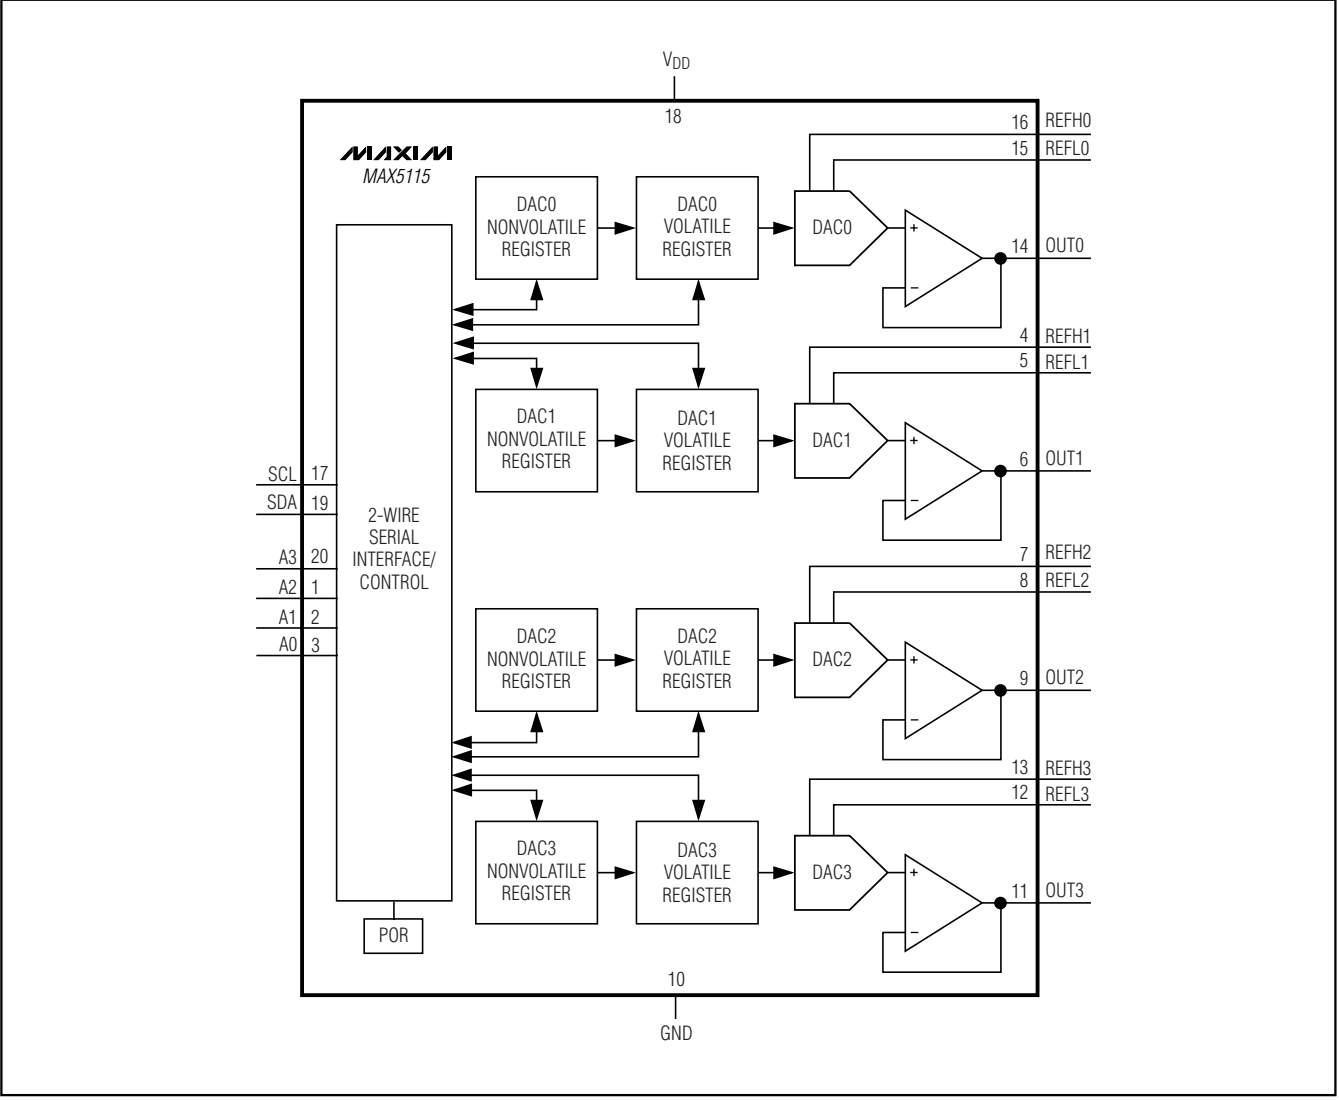 VDD
18
MAXIM
MAX5115
16 REFH0
15 REFL0
DAC0
NONVOLATILE
REGISTER
DAC0
VOLATILE
REGISTER
DAC0
+
−
14 OUT0
4 REFH1
5 REFL1
DAC1
NONVOLATILE
REGISTER
DAC1
VOLATILE
REGISTER
DAC1
+
−
6 OUT1
SCL 17
SDA 19
A3 20
A2 1
A1 2
A0 3
2-WIRE
SERIAL
INTERFACE/
CONTROL
7 REFH2
8 REFL2
DAC2
NONVOLATILE
REGISTER
DAC2
VOLATILE
REGISTER
DAC2
+
−
9 OUT2
13 REFH3
12 REFL3
DAC3
NONVOLATILE
REGISTER
DAC3
VOLATILE
REGISTER
DAC3
+
−
11 OUT3
POR
10
GND